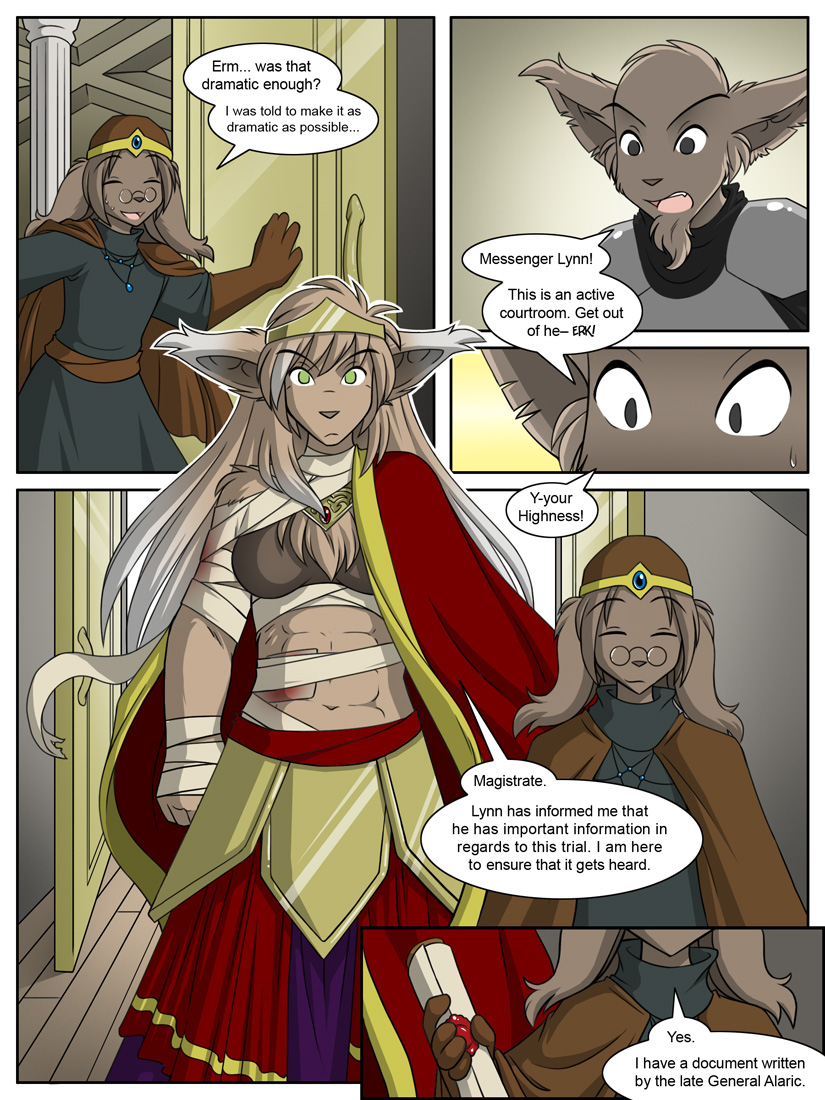 Erm... was that
dramatic enough?
I was told to make it as
dramatic as possible...
Messenger Lynn!
This is an active
courtroom. Get out
of he– ERK!
Y-your
Highness!
Magistrate.
Lynn has informed me that
he has important information in
regards to this trial. I am here
to ensure that it gets heard.
Yes.
I have a document written
by the late General Alaric.